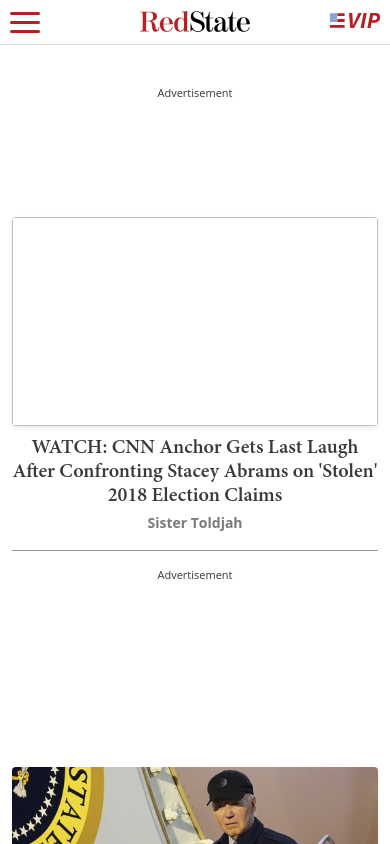 RedState
VIP
Advertisement
WATCH: CNN Anchor Gets Last Laugh
After Confronting Stacey Abrams on 'Stolen'
2018 Election Claims
Sister Toldjah
Advertisement
STATE